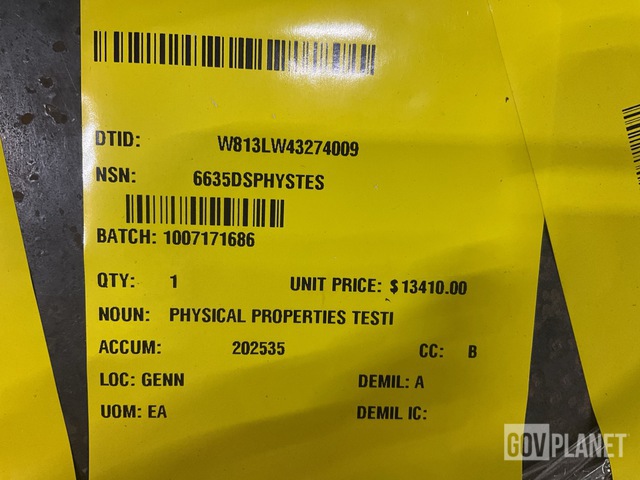 DTID: W813LW43274009
NSN: 6635DSPHYSTES
BATCH: 1007171686
QTY: 1 UNIT PRICE: $13410.00
NOUN: PHYSICAL PROPERTIES TESTI
ACCUM: 202535 CC: B
LOC: GENN DEMIL: A
UOM: EA DEMIL IC:
GOVPLANET